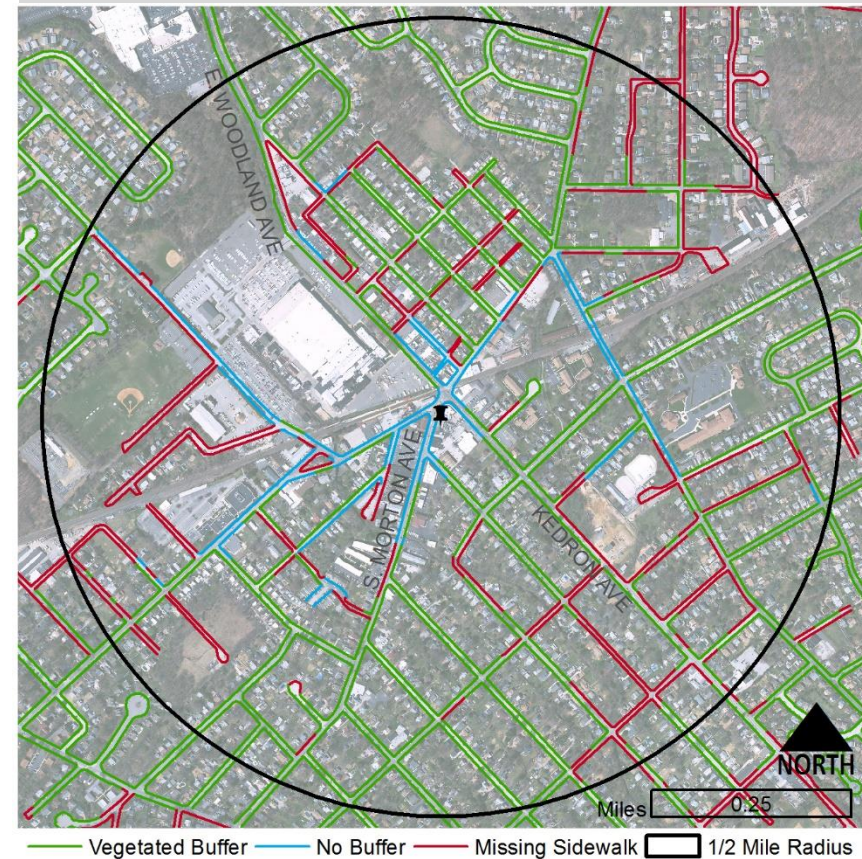 E WOODLAND AVE
S. MORTON AVE
KEDRON AVE
NORTH
Miles 0.25
Vegetated Buffer No Buffer Missing Sidewalk 1/2 Mile Radius